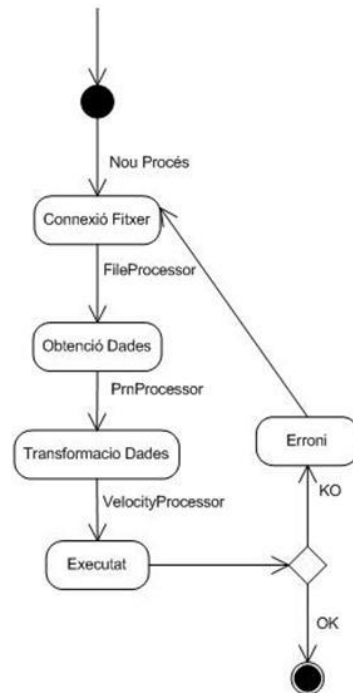 Nou Procés
Connexió Fitxer
FileProcessor
Obtenció Dades
PrnProcessor
Transformacio Dades
VelocityProcessor
Executat
Erroni
KO
OK